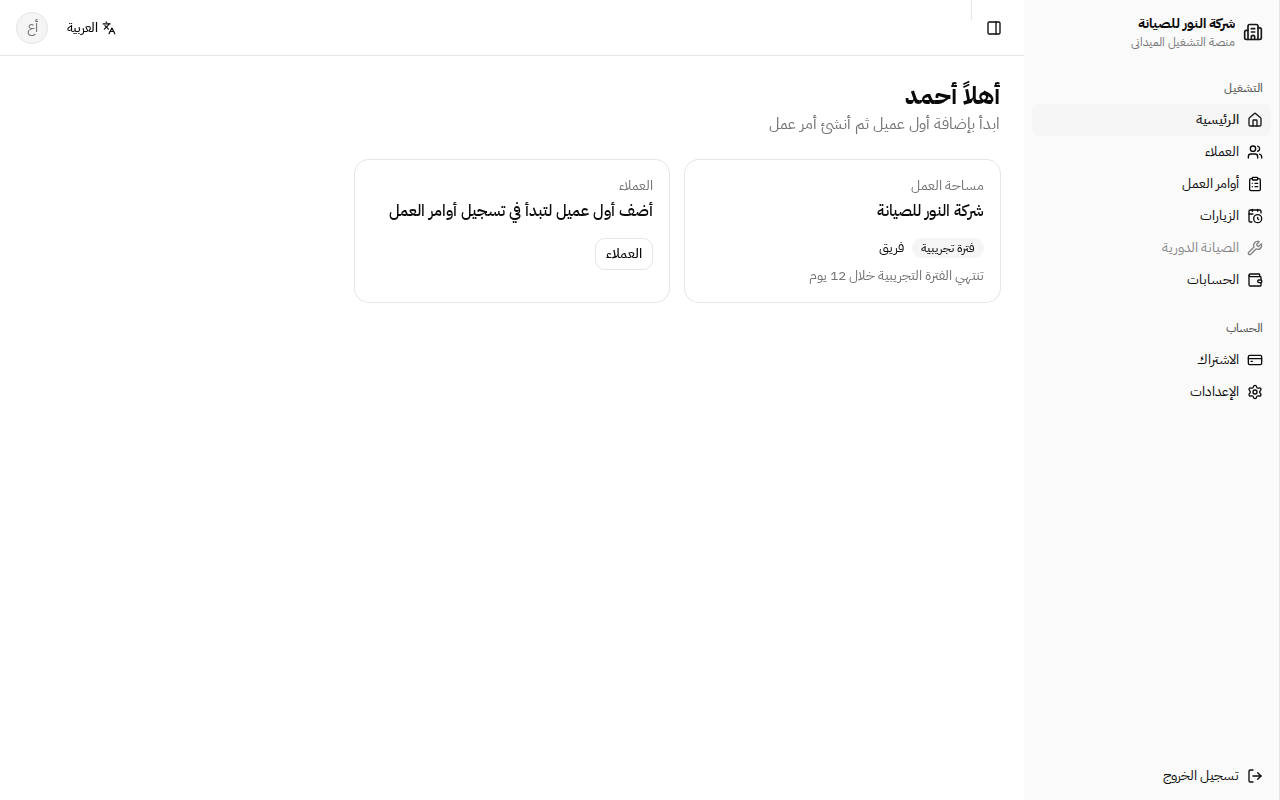 شركة النور للصيانة
منصة التشغيل الميداني
التشغيل
الرئيسية
العملاء
أوامر العمل
الزيارات
الصيانة الدورية
الحسابات
الحساب
الاشتراك
الإعدادات
تسجيل الخروج
العربية
أع
أهلاً أحمد
ابدأ بإضافة أول عميل ثم أنشئ أمر عمل
مساحة العمل
شركة النور للصيانة
فترة تجريبية فريق
تنتهي الفترة التجريبية خلال 12 يوم
العملاء
أضف أول عميل لتبدأ في تسجيل أوامر العمل
العملاء